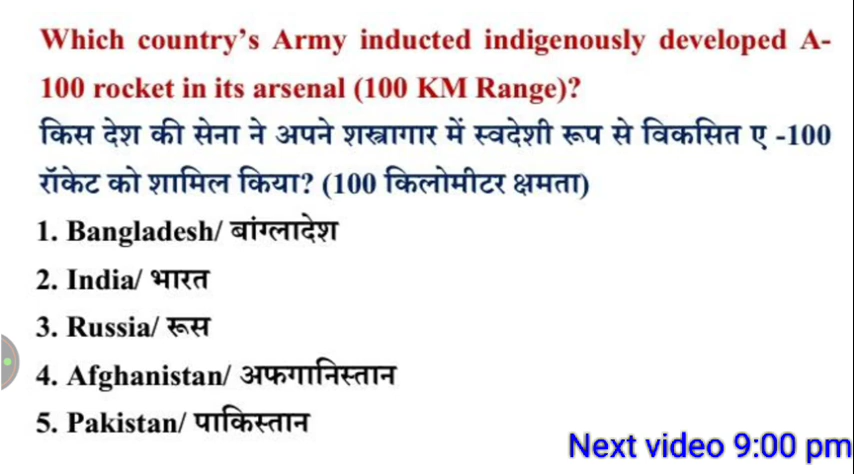 Which country's Army inducted indigenously developed A-
100 rocket in its arsenal (100 KM Range)?
किस देश की सेना ने अपने शस्त्रागार में स्वदेशी रूप से विकसित ए -100
रॉकेट को शामिल किया? (100 किलोमीटर क्षमता)
1. Bangladesh/ बांग्लादेश
2. India/ भारत
3. Russia/ रूस
4. Afghanistan/ अफगानिस्तान
5. Pakistan/ पाकिस्तान
Next video 9:00 pm